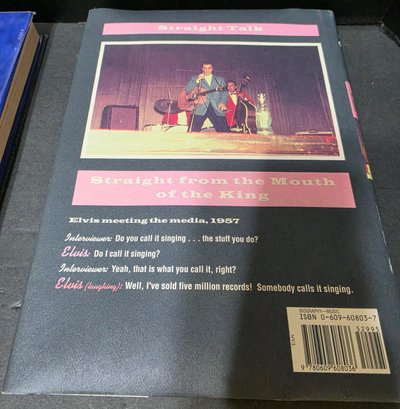 Straight Talk
Straight from the Mouth
of the King
Elvis meeting the media, 1957
Interviewer: Do you call it singing . . . the stuff you do?
Elvis: Do I call it singing?
Interviewer: Yeah, that is what you call it, right?
Elvis (laughing): Well, I've sold five million records! Somebody calls it singing.
BIOGRAPHY—MUSIC
ISBN 0-609-60803-7
52995
EAN
9 780609 608036